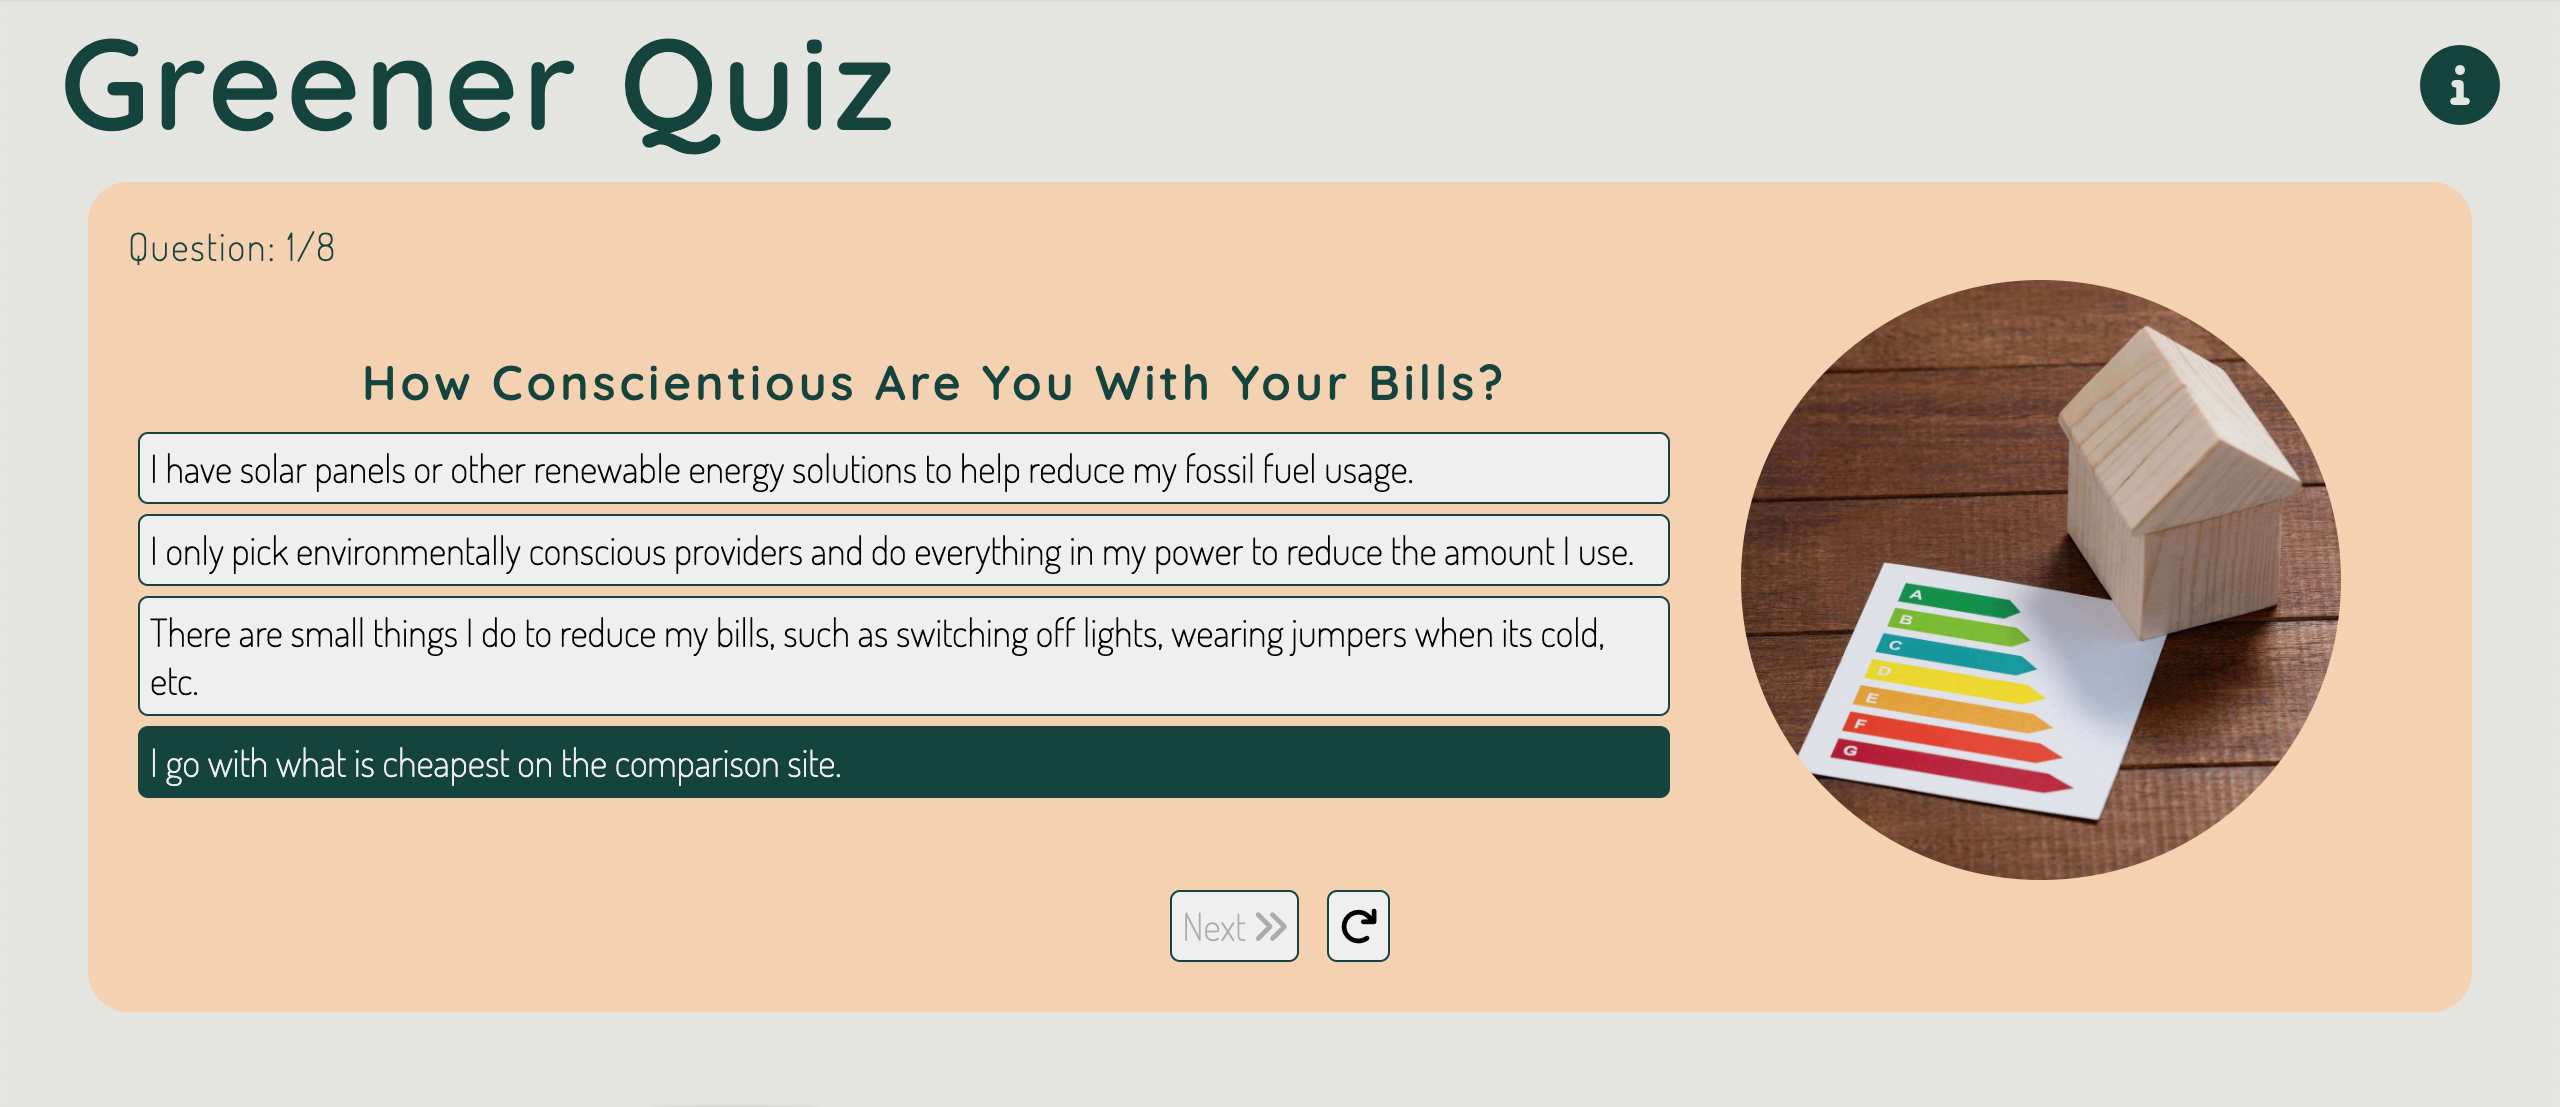 Greener Quiz
Question: 1/8
How Conscientious Are You With Your Bills?
I have solar panels or other renewable energy solutions to help reduce my fossil fuel usage.
I only pick environmentally conscious providers and do everything in my power to reduce the amount I use.
There are small things I do to reduce my bills, such as switching off lights, wearing jumpers when its cold,
etc.
I go with what is cheapest on the comparison site.
A
B
C
D
E
F
G
Next